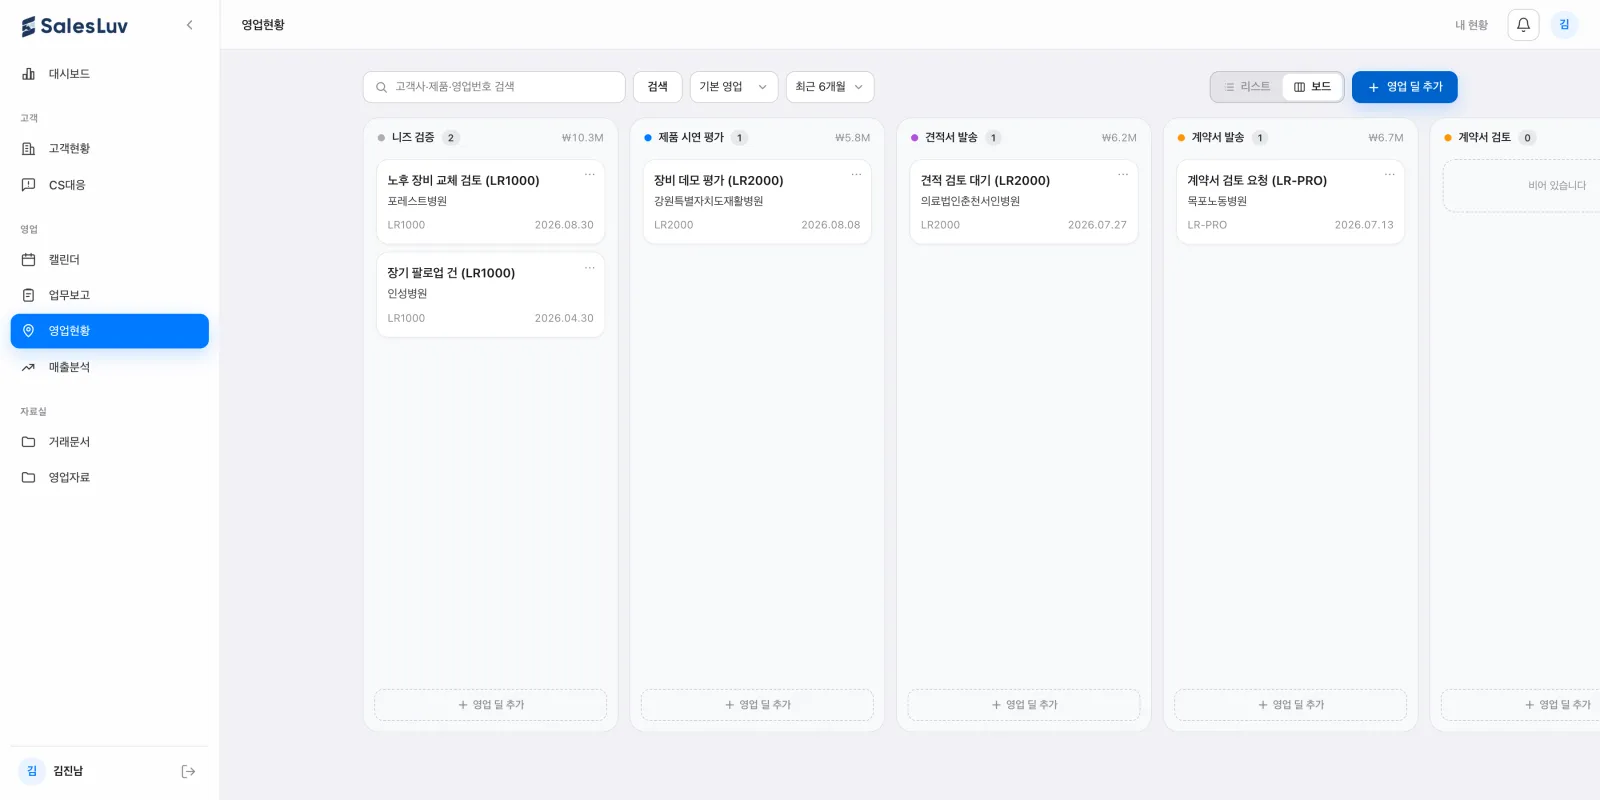 SalesLuv
대시보드
고객
고객현황
CS대응
영업
캘린더
업무보고
영업현황
매출분석
자료실
거래문서
영업자료
김 김진남
영업현황
내 현황
김
고객사·제품·영업번호 검색
검색
기본 영업
최근 6개월
리스트
보드
영업 딜 추가
니즈 검증 2 ₩10.3M
노후 장비 교체 검토 (LR1000)
포레스트병원
LR1000 2026.08.30
장기 팔로업 건 (LR1000)
인성병원
LR1000 2026.04.30
영업 딜 추가
제품 시연 평가 1 ₩5.8M
장비 데모 평가 (LR2000)
강원특별자치도재활병원
LR2000 2026.08.08
영업 딜 추가
견적서 발송 1 ₩6.2M
견적 검토 대기 (LR2000)
의료법인춘천서인병원
LR2000 2026.07.27
영업 딜 추가
계약서 발송 1 ₩6.7M
계약서 검토 요청 (LR-PRO)
목포노동병원
LR-PRO 2026.07.13
영업 딜 추가
계약서 검토 0
비어 있습니다
영업 딜 추가